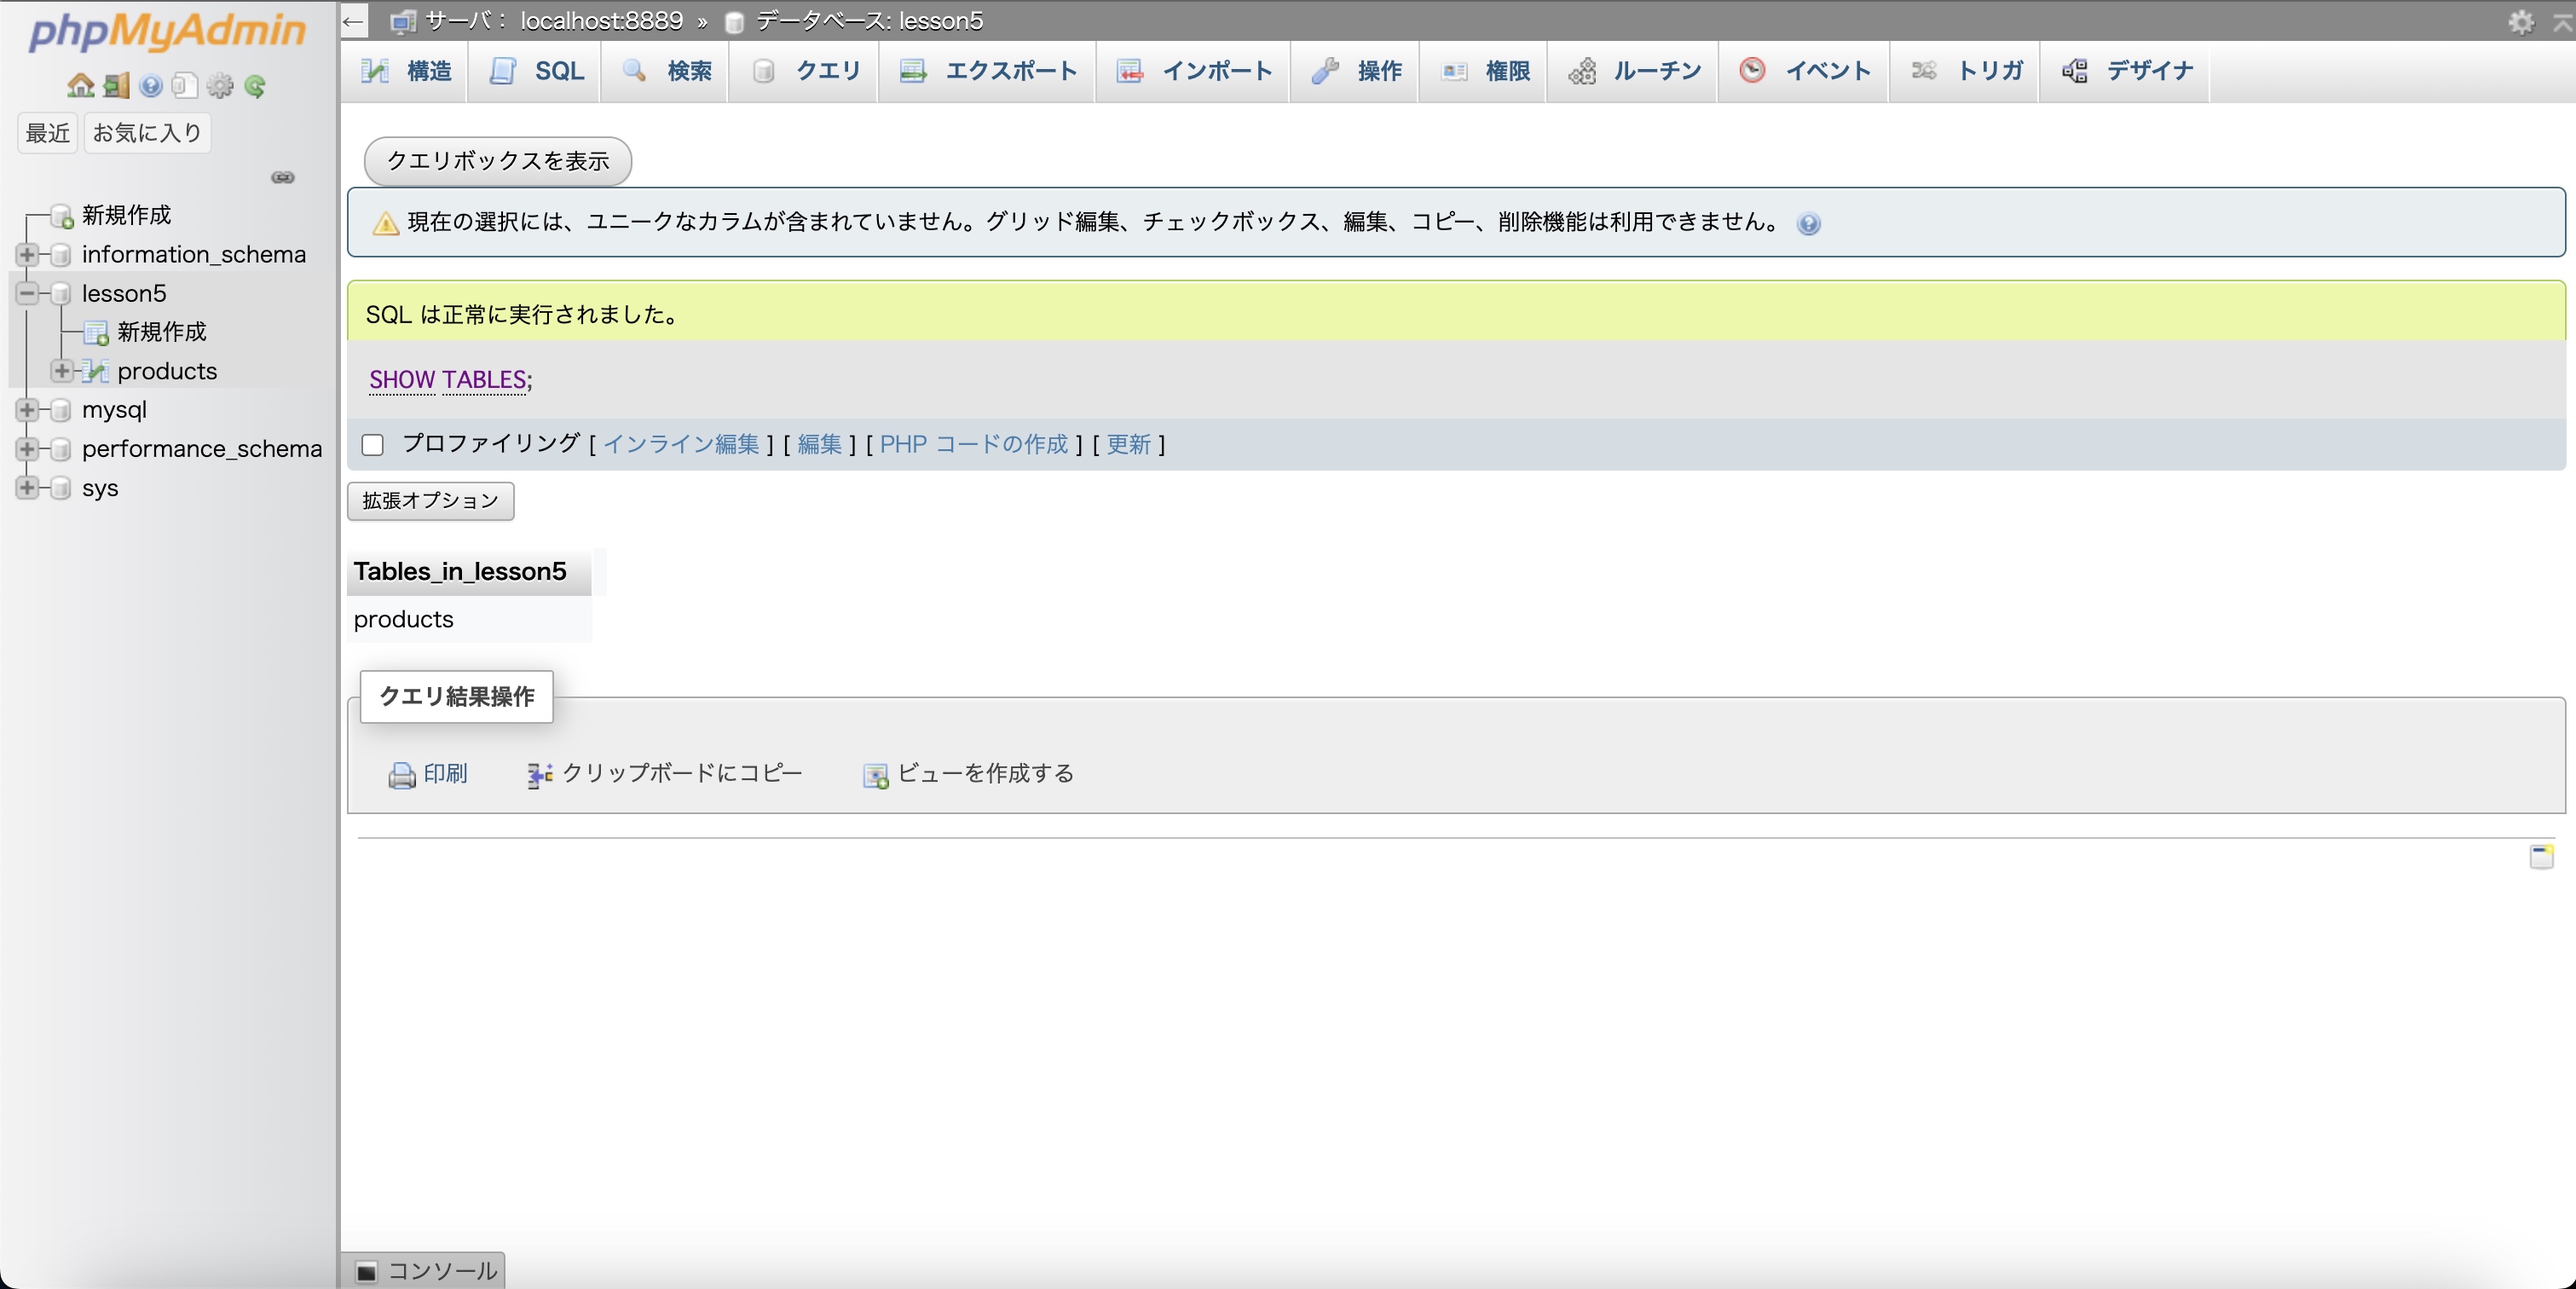 phpMyAdmin
最近 お気に入り
新規作成
information_schema
lesson5
新規作成
products
mysql
performance_schema
sys
サーバ: localhost:8889 » データベース: lesson5
構造 SQL 検索 クエリ エクスポート インポート 操作 権限 ルーチン イベント トリガ デザイナ
クエリボックスを表示
現在の選択には、ユニークなカラムが含まれていません。グリッド編集、チェックボックス、編集、コピー、削除機能は利用できません。
SQL は正常に実行されました。
SHOW TABLES;
プロファイリング [ インライン編集 ] [ 編集 ] [ PHP コードの作成 ] [ 更新 ]
拡張オプション
Tables_in_lesson5
products
クエリ結果操作
印刷 クリップボードにコピー ビューを作成する
コンソール